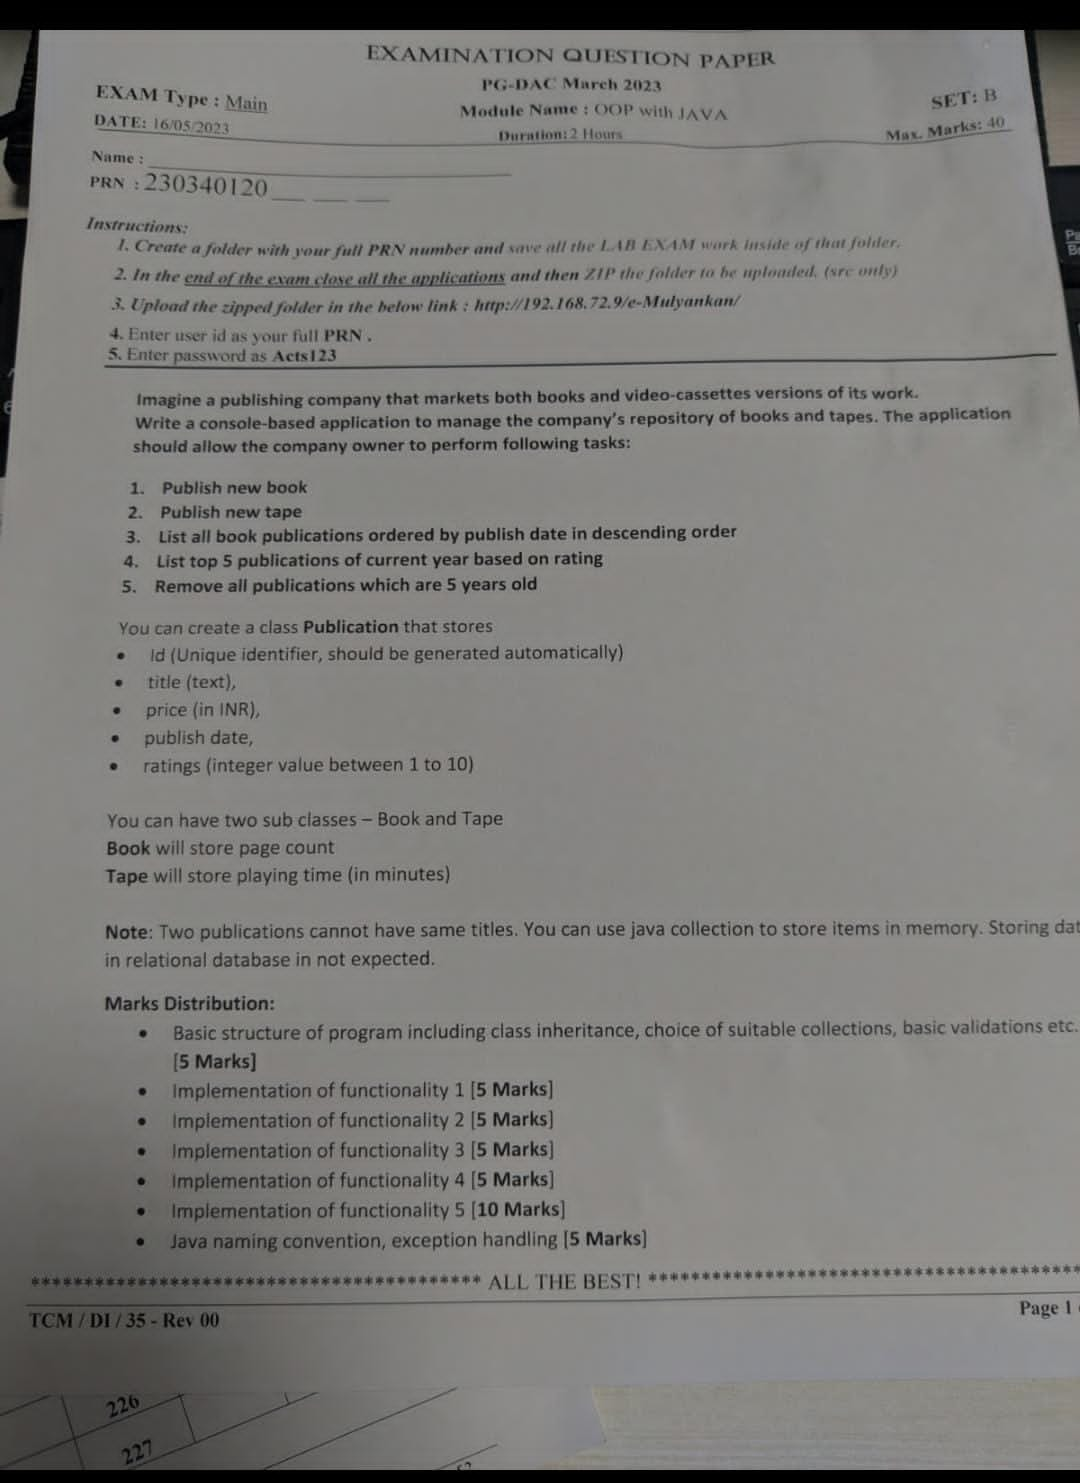 EXAMINATION QUESTION PAPER
PG-DAC March 2023
EXAM Type : Main
Module Name : OOP with JAVA
SET: B
DATE: 16/05/2023
Duration: 2 Hours
Max. Marks: 40
Name :
PRN : 230340120
Instructions:
1. Create a folder with your full PRN number and save all the LAB EXAM work inside of that folder.
2. In the end of the exam close all the applications and then ZIP the folder to be uploaded. (src only)
3. Upload the zipped folder in the below link : http://192.168.72.9/e-Mulyankan/
4. Enter user id as your full PRN .
5. Enter password as Acts123
Imagine a publishing company that markets both books and video-cassettes versions of its work.
Write a console-based application to manage the company's repository of books and tapes. The application
should allow the company owner to perform following tasks:
1. Publish new book
2. Publish new tape
3. List all book publications ordered by publish date in descending order
4. List top 5 publications of current year based on rating
5. Remove all publications which are 5 years old
You can create a class Publication that stores
• Id (Unique identifier, should be generated automatically)
• title (text),
• price (in INR),
• publish date,
• ratings (integer value between 1 to 10)
You can have two sub classes – Book and Tape
Book will store page count
Tape will store playing time (in minutes)
Note: Two publications cannot have same titles. You can use java collection to store items in memory. Storing dat
in relational database in not expected.
Marks Distribution:
• Basic structure of program including class inheritance, choice of suitable collections, basic validations etc.
[5 Marks]
• Implementation of functionality 1 [5 Marks]
• Implementation of functionality 2 [5 Marks]
• Implementation of functionality 3 [5 Marks]
• Implementation of functionality 4 [5 Marks]
• Implementation of functionality 5 [10 Marks]
• Java naming convention, exception handling [5 Marks]
****************************************** ALL THE BEST! ******************************************
TCM / DI / 35 - Rev 00
Page 1
226
227